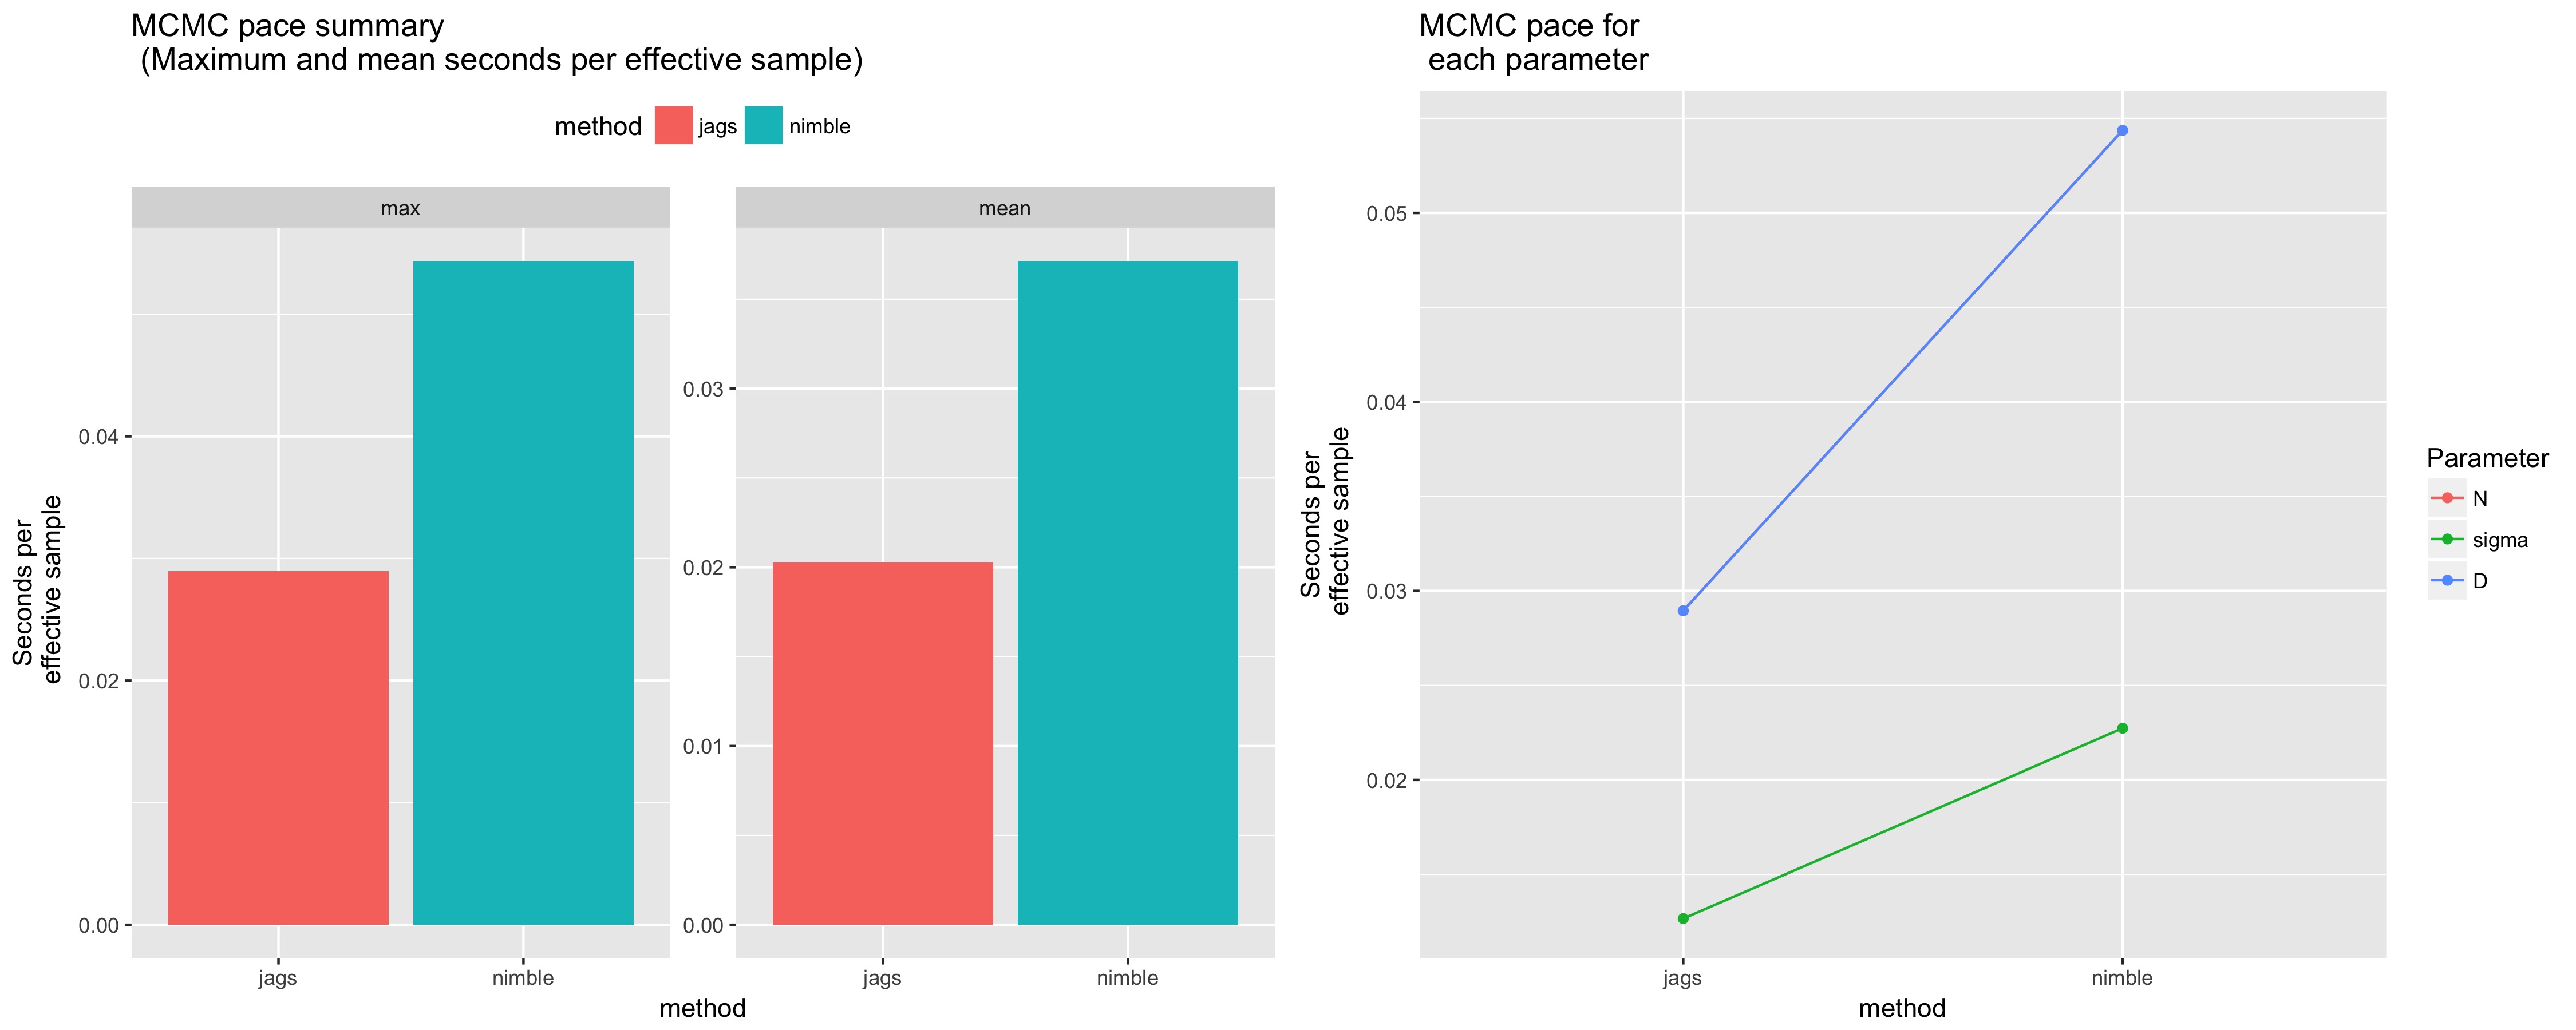 MCMC pace summary
(Maximum and mean seconds per effective sample)
method jags nimble
max
mean
Seconds per
effective sample
0.04
0.02
0.00
0.03
0.02
0.01
0.00
jags
nimble
jags
nimble
method
MCMC pace for
each parameter
Seconds per
effective sample
0.05
0.04
0.03
0.02
jags
nimble
method
Parameter
N
sigma
D